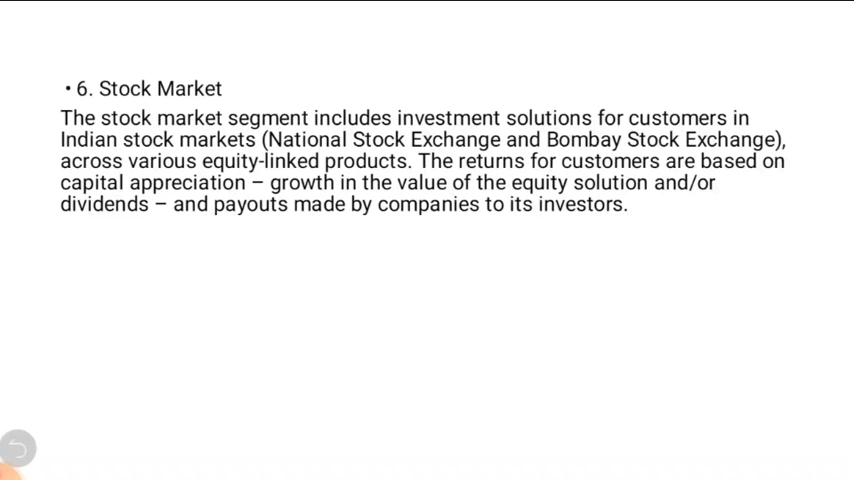 • 6. Stock Market
The stock market segment includes investment solutions for customers in
Indian stock markets (National Stock Exchange and Bombay Stock Exchange),
across various equity-linked products. The returns for customers are based on
capital appreciation – growth in the value of the equity solution and/or
dividends – and payouts made by companies to its investors.